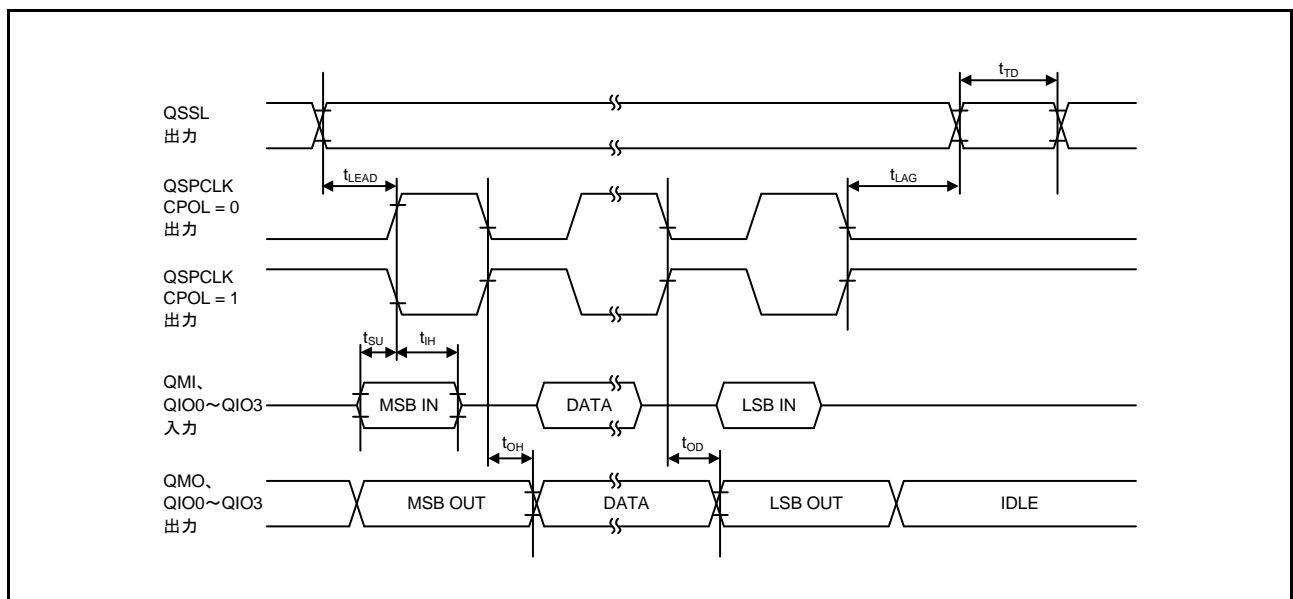 tTD
QSSL
出力
tLEAD
tLAG
QSPCLK
CPOL = 0
出力
QSPCLK
CPOL = 1
出力
tSU
tIH
QMI、
QIO0～QIO3
入力
MSB IN
DATA
LSB IN
tOH
tOD
QMO、
QIO0～QIO3
出力
MSB OUT
DATA
LSB OUT
IDLE